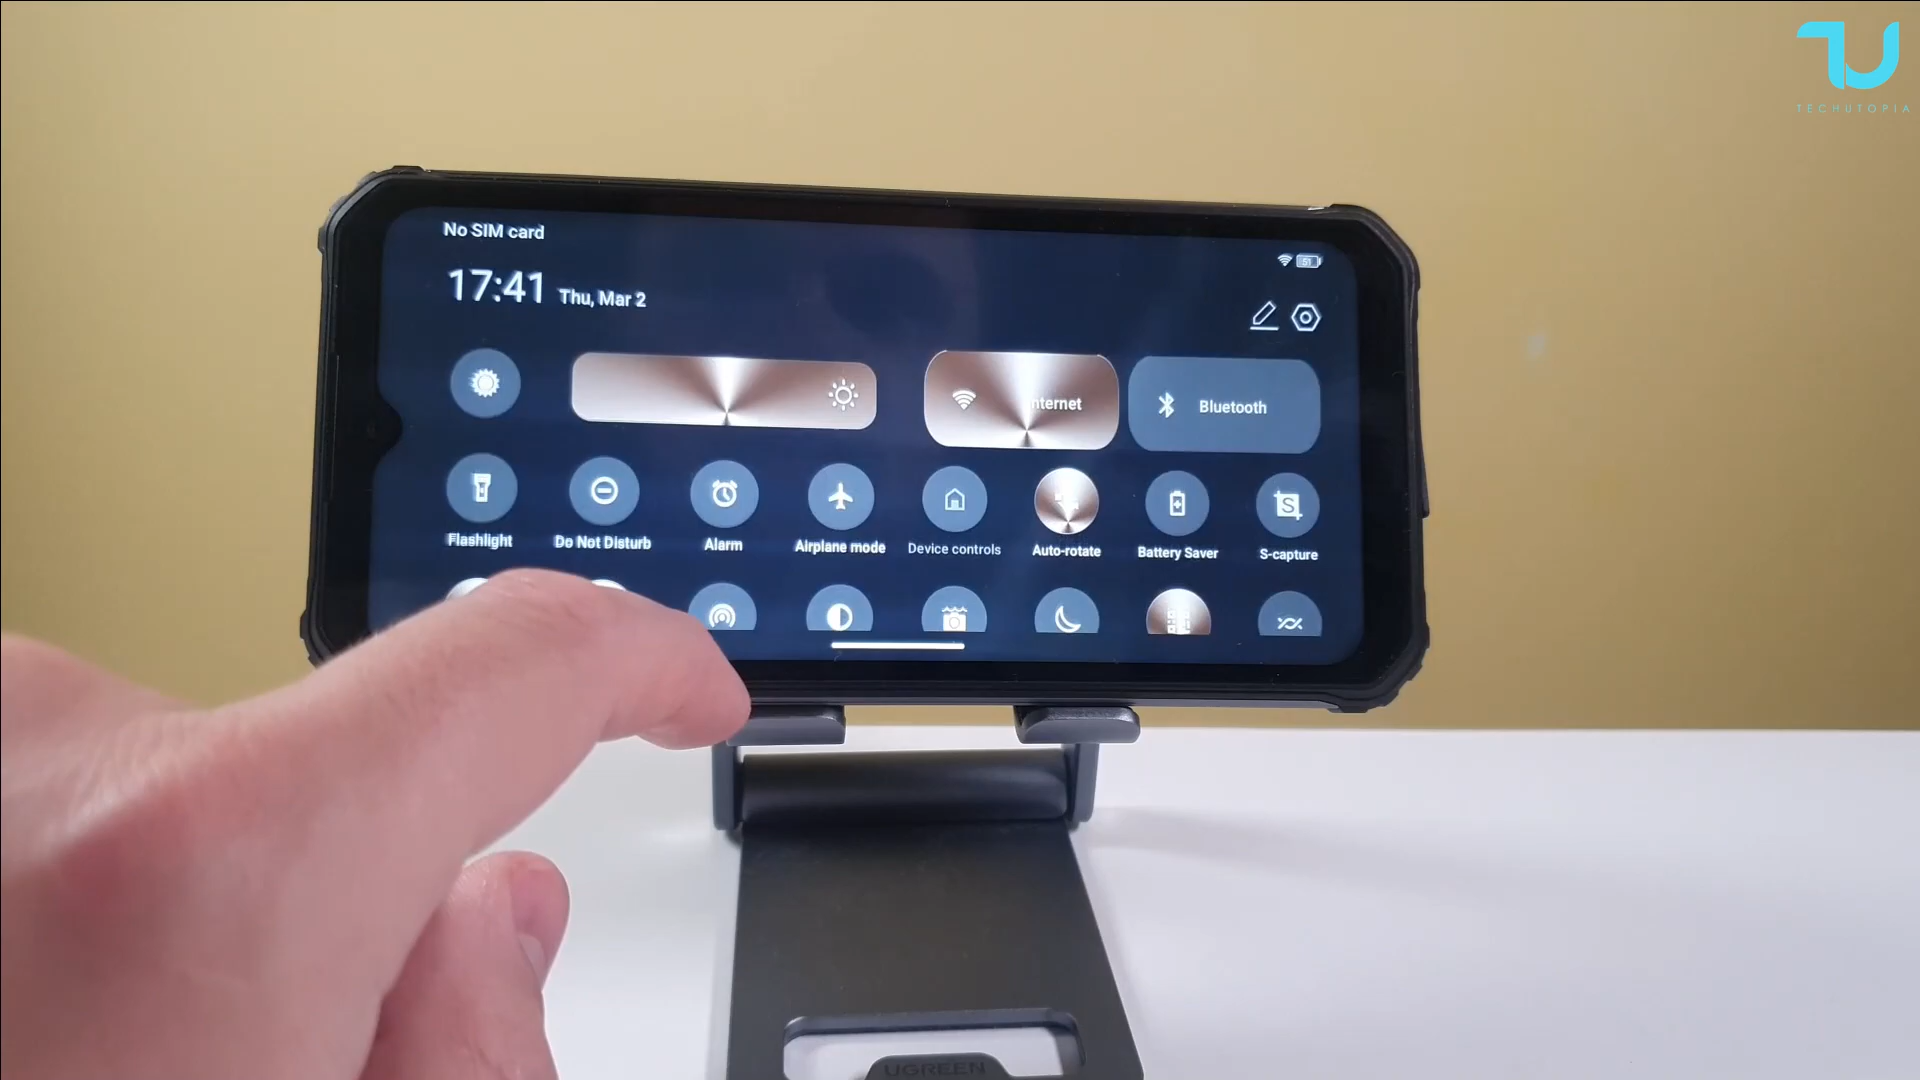 TECHUTOPIA
No SIM card
51
17:41 Thu, Mar 2
nternet
Bluetooth
Flashlight
Do Not Disturb
Alarm
Airplane mode
Device controls
Auto-rotate
Battery Saver
S-capture
UGREEN